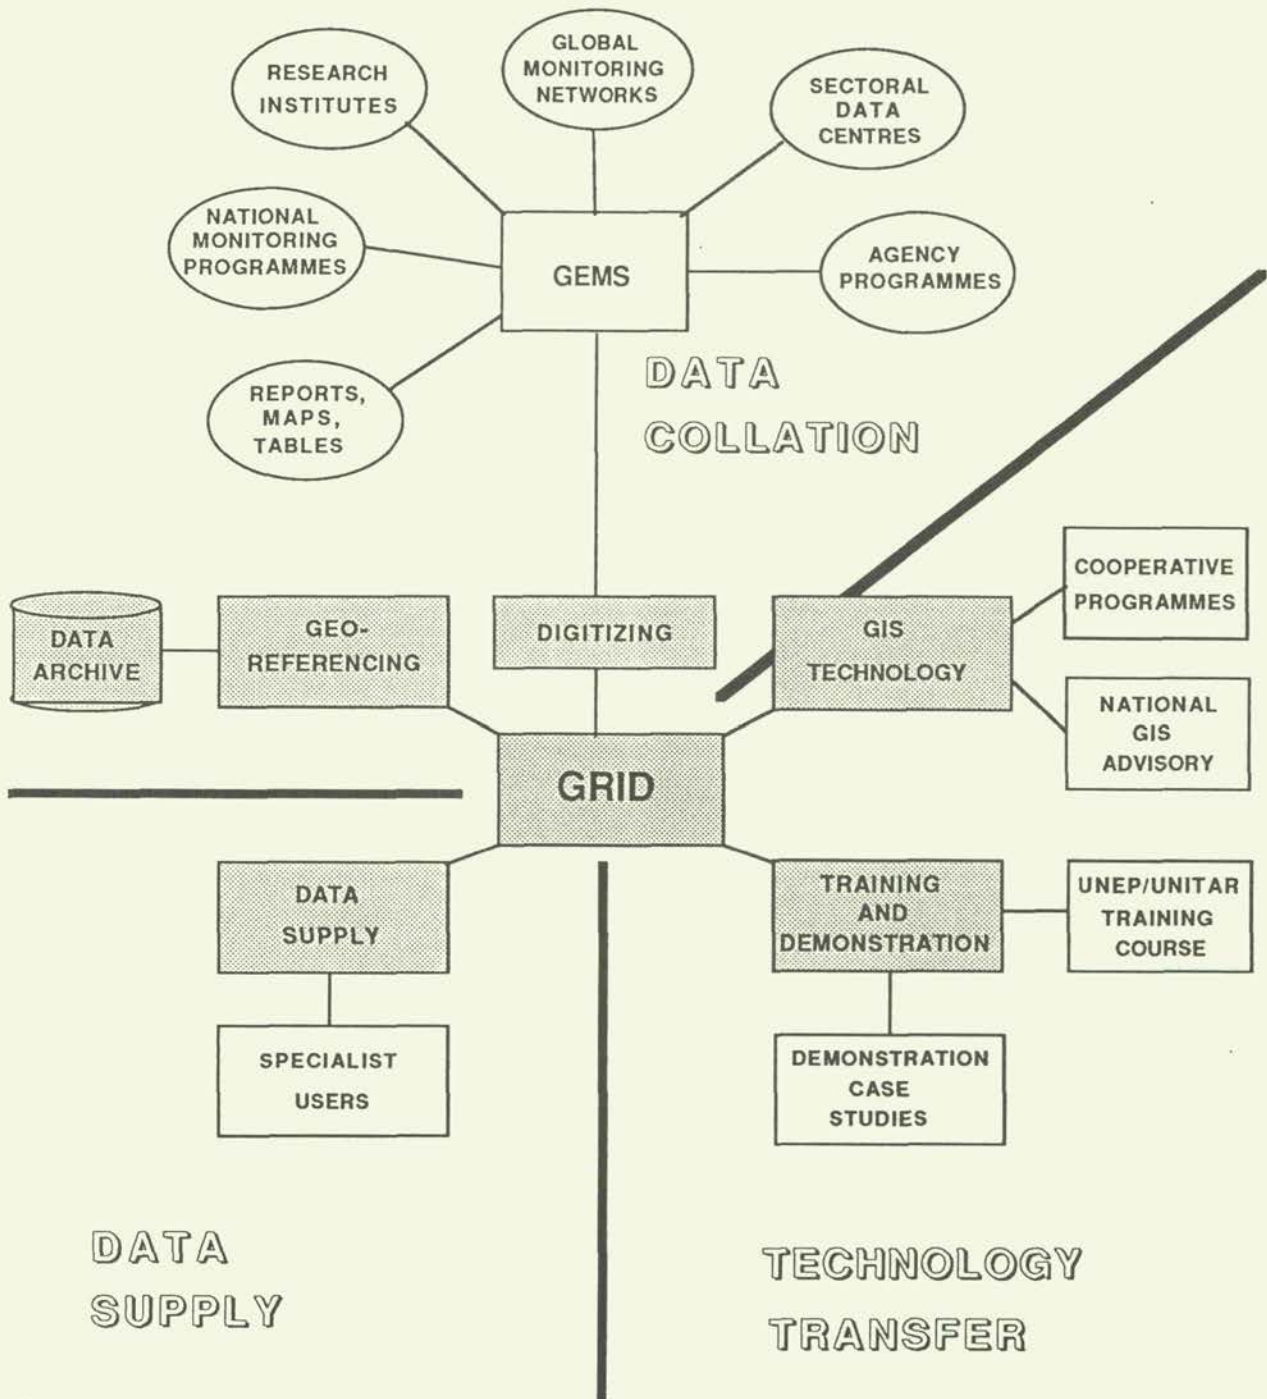 GLOBAL
MONITORING
NETWORKS
RESEARCH
INSTITUTES
SECTORAL
DATA
CENTRES
NATIONAL
MONITORING
PROGRAMMES
GEMS
AGENCY
PROGRAMMES
REPORTS,
MAPS,
TABLES
DATA
COLLATION
COOPERATIVE
PROGRAMMES
DATA
ARCHIVE
GEO-
REFERENCING
DIGITIZING
GIS
TECHNOLOGY
NATIONAL
GIS
ADVISORY
GRID
DATA
SUPPLY
TRAINING
AND
DEMONSTRATION
UNEP/UNITAR
TRAINING
COURSE
SPECIALIST
USERS
DEMONSTRATION
CASE
STUDIES
DATA
SUPPLY
TECHNOLOGY
TRANSFER